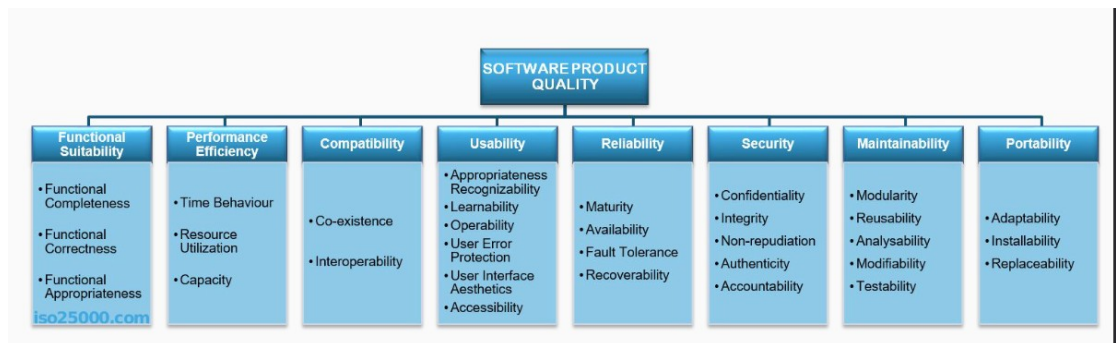 SOFTWARE PRODUCT
QUALITY
Functional
Suitability
• Functional
Completeness
• Functional
Correctness
• Functional
Appropriateness
iso25000.com
Performance
Efficiency
• Time Behaviour
• Resource
Utilization
• Capacity
Compatibility
• Co-existence
• Interoperability
Usability
• Appropriateness
Recognizability
• Learnability
• Operability
• User Error
Protection
• User Interface
Aesthetics
• Accessibility
Reliability
• Maturity
• Availability
• Fault Tolerance
• Recoverability
Security
• Confidentiality
• Integrity
• Non-repudiation
• Authenticity
• Accountability
Maintainability
• Modularity
• Reusability
• Analysability
• Modifiability
• Testability
Portability
• Adaptability
• Installability
• Replaceability